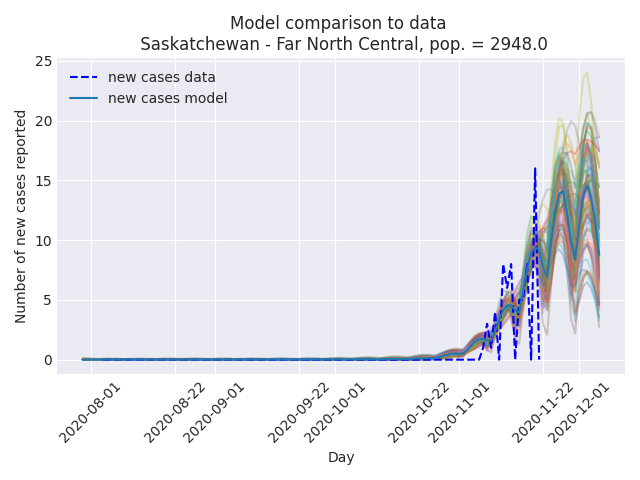 Model comparison to data
Saskatchewan - Far North Central, pop. = 2948.0
new cases data
new cases model
Number of new cases reported
25
20
15
10
5
0
2020-08-01
2020-08-22
2020-09-01
2020-09-22
2020-10-01
2020-10-22
2020-11-01
2020-11-22
2020-12-01
Day